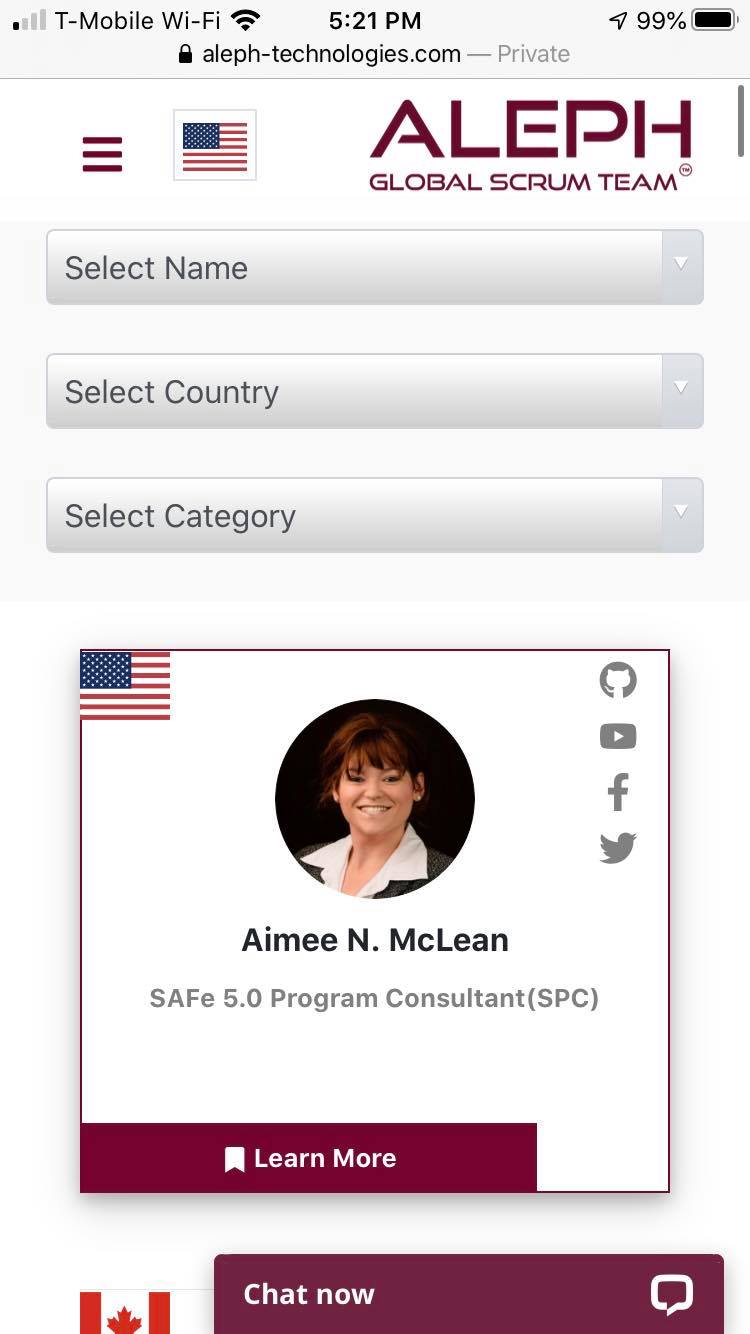 T-Mobile Wi-Fi 5:21 PM 99%
aleph-technologies.com — Private
ALEPH
GLOBAL SCRUM TEAM™
Select Name
Select Country
Select Category
Aimee N. McLean
SAFe 5.0 Program Consultant(SPC)
Learn More
Chat now